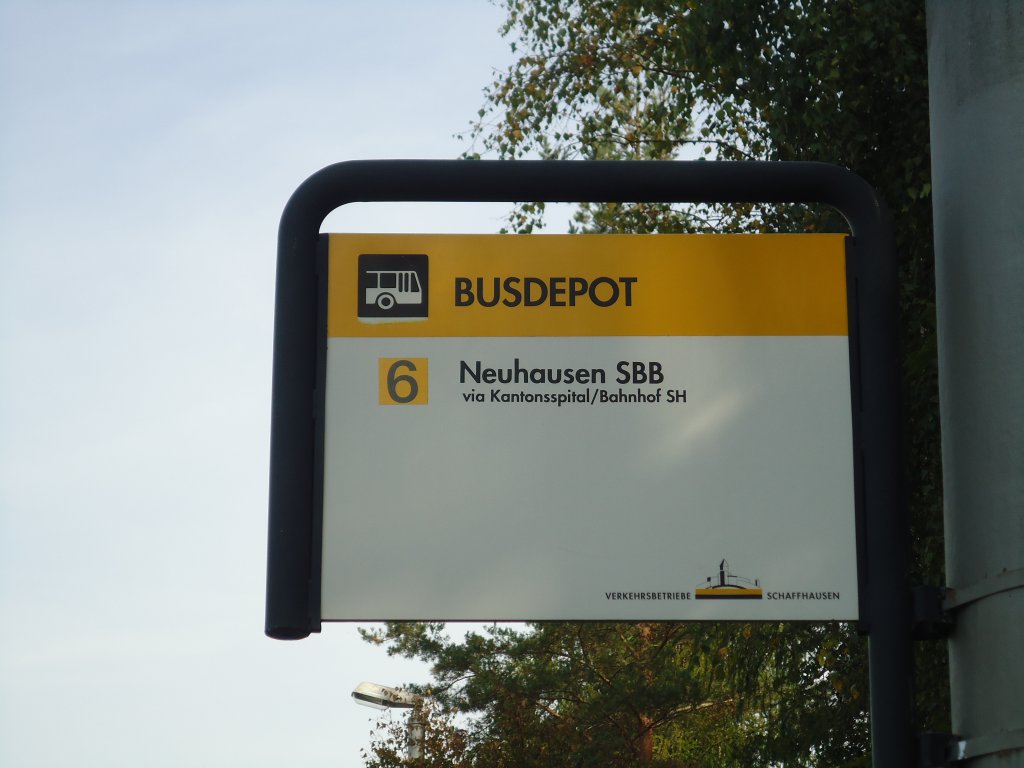 BUSDEPOT
6 Neuhausen SBB
via Kantonsspital/Bahnhof SH
VERKEHRSBETRIEBE SCHAFFHAUSEN